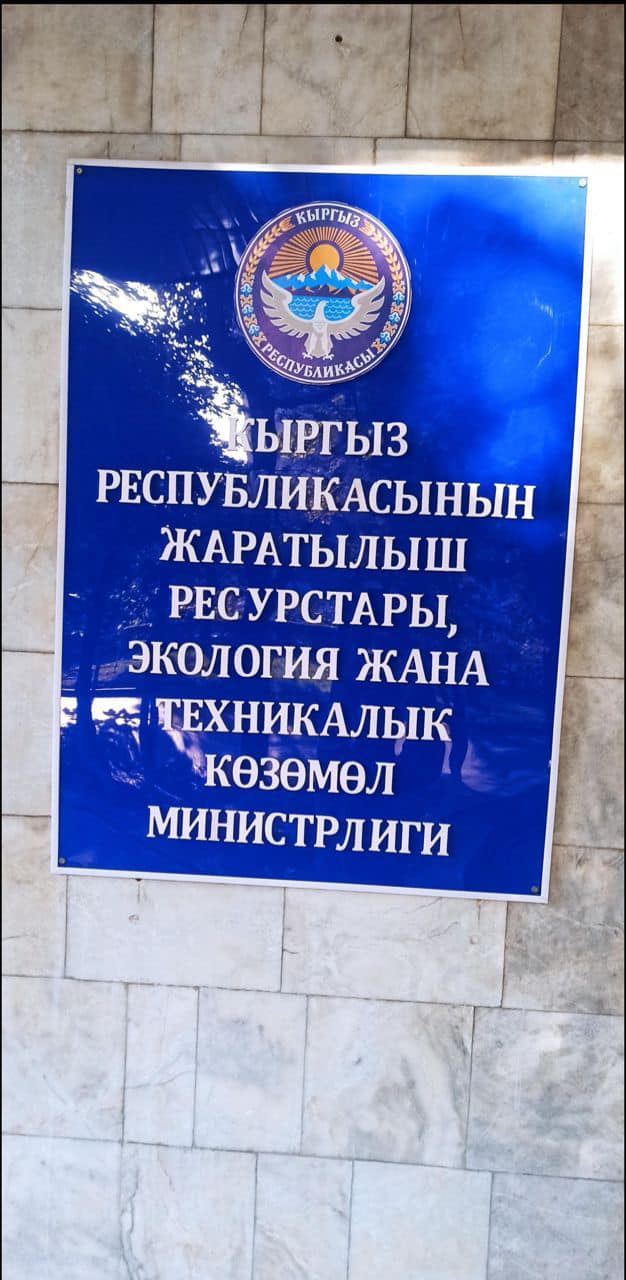 КЫРГЫЗ
РЕСПУБЛИКАСЫ
КЫРГЫЗ
РЕСПУБЛИКАСЫНЫН
ЖАРАТЫЛЫШ
РЕСУРСТАРЫ,
ЭКОЛОГИЯ ЖАНА
ТЕХНИКАЛЫК
КӨЗӨМӨЛ
МИНИСТРЛИГИ